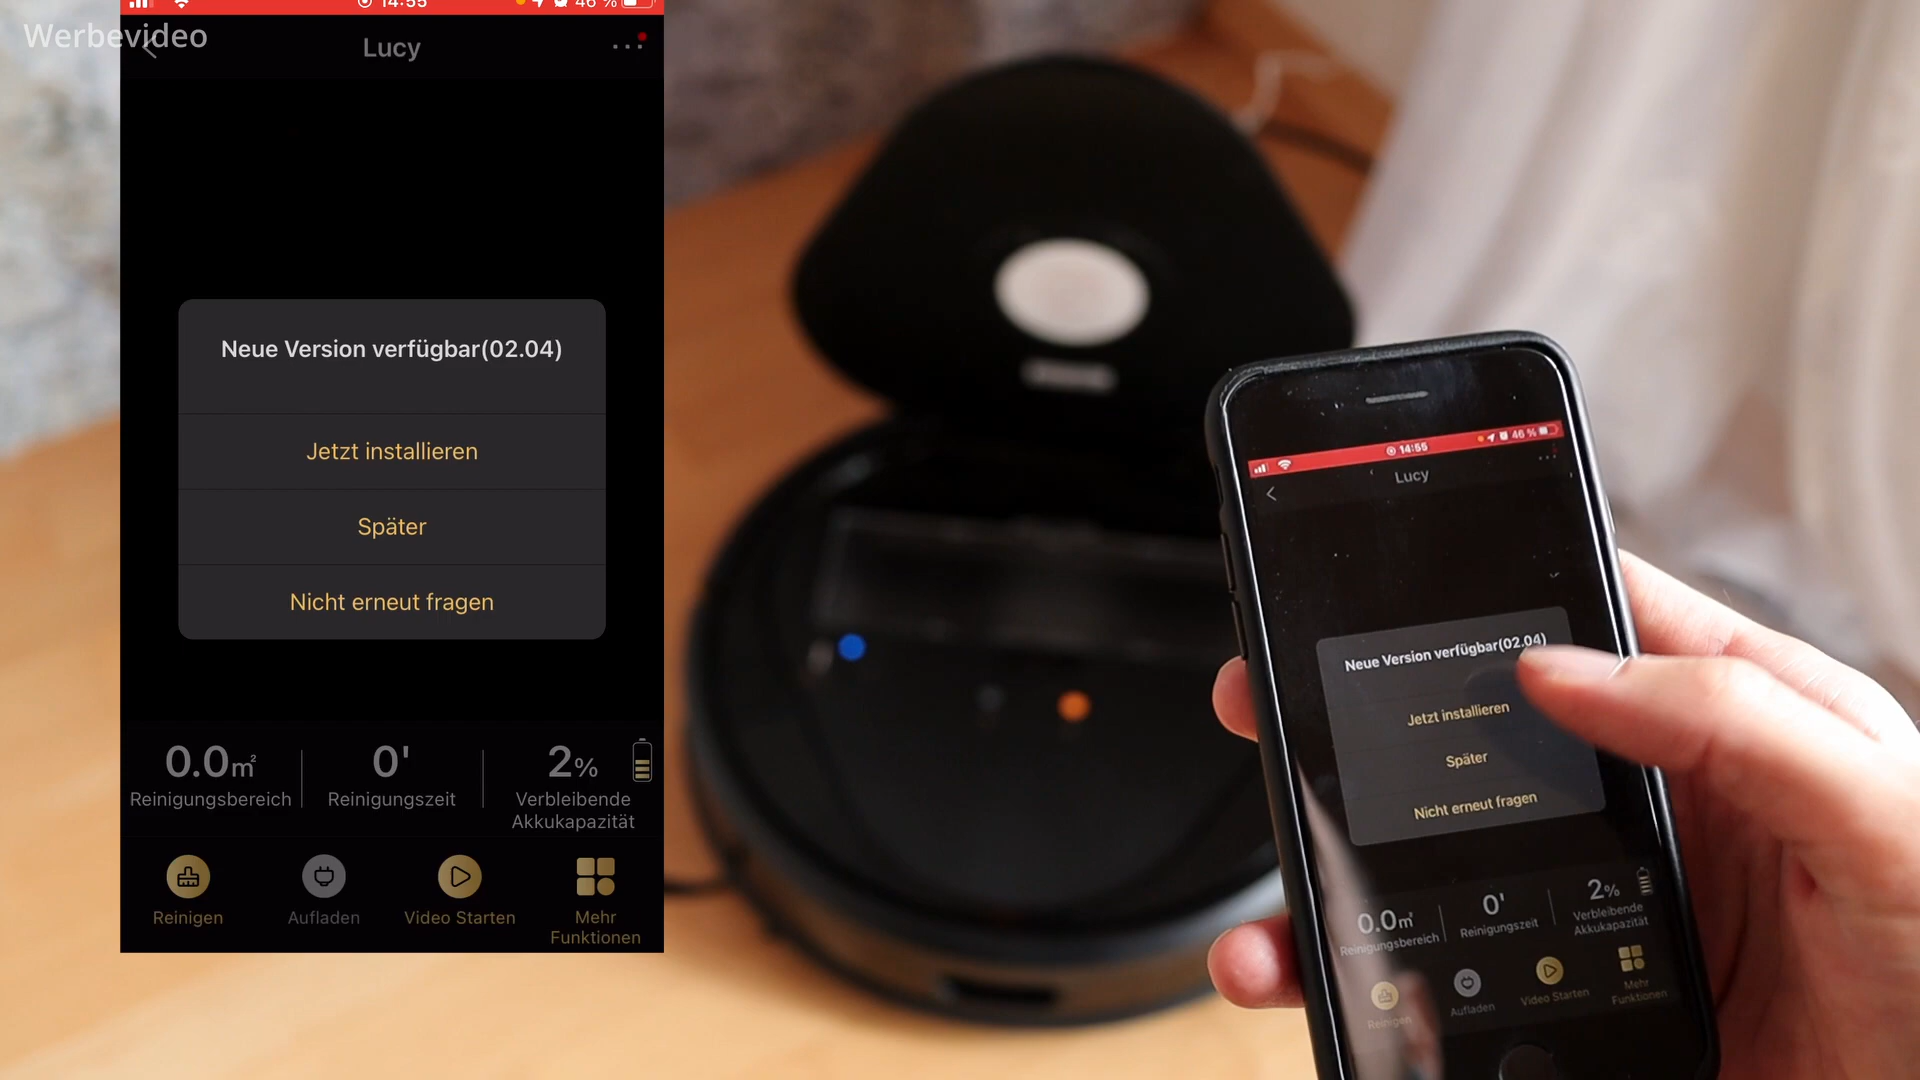 Werbevideo
14:55
46 %
Lucy
Neue Version verfügbar(02.04)
Jetzt installieren
Später
Nicht erneut fragen
0.0㎡
0'
2%
Reinigungsbereich
Reinigungszeit
Verbleibende
Akkukapazität
Reinigen
Aufladen
Video Starten
Mehr
Funktionen
14:55
46 %
Lucy
Neue Version verfügbar(02.04)
Jetzt installieren
Später
Nicht erneut fragen
0.0㎡
0'
2%
Reinigungsbereich
Reinigungszeit
Verbleibende
Akkukapazität
Reinigen
Aufladen
Video Starten
Mehr
Funktionen